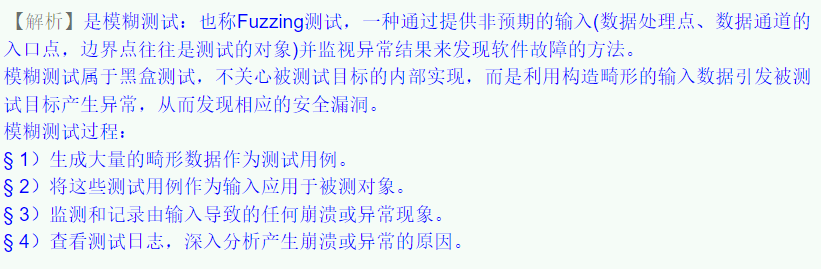 【解析】是模糊测试：也称Fuzzing测试，一种通过提供非预期的输入(数据处理点、数据通道的
入口点，边界点往往是测试的对象)并监视异常结果来发现软件故障的方法。
模糊测试属于黑盒测试，不关心被测试目标的内部实现，而是利用构造畸形的输入数据引发被测
试目标产生异常，从而发现相应的安全漏洞。
模糊测试过程：
§ 1）生成大量的畸形数据作为测试用例。
§ 2）将这些测试用例作为输入应用于被测对象。
§ 3）监测和记录由输入导致的任何崩溃或异常现象。
§ 4）查看测试日志，深入分析产生崩溃或异常的原因。